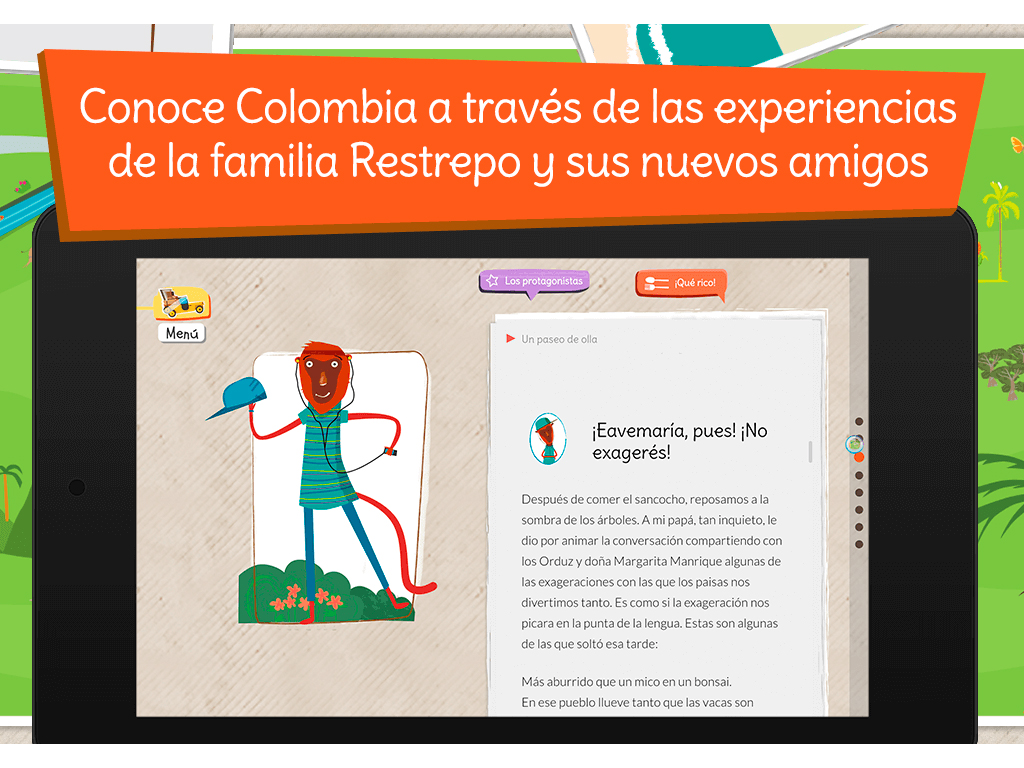 Conoce Colombia a través de las experiencias
de la familia Restrepo y sus nuevos amigos
Menú
Los protagonistas
¡Qué rico!
Un paseo de olla
¡Eavemaría, pues! ¡No
exagerés!
Después de comer el sancocho, reposamos a la
sombra de los árboles. A mi papá, tan inquieto, le
dio por animar la conversación compartiendo con
los Orduz y doña Margarita Manrique algunas de
las exageraciones con las que los paisas nos
divertimos tanto. Es como si la exageración nos
picara en la punta de la lengua. Estas son algunas
de las que soltó esa tarde:
Más aburrido que un mico en un bonsai.
En ese pueblo llueve tanto que las vacas son